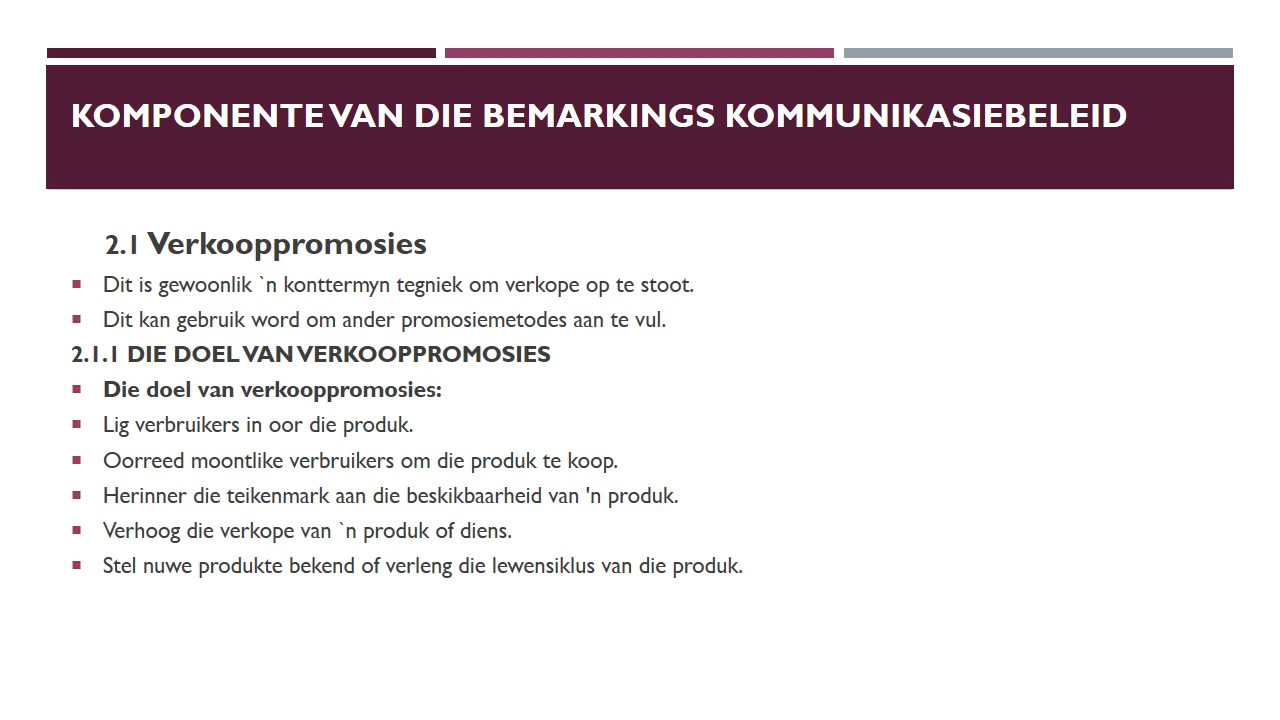 KOMPONENTE VAN DIE BEMARKINGS KOMMUNIKASIEBELEID
2.1 Verkooppromosies
▪ Dit is gewoonlik `n konttermyn tegniek om verkope op te stoot.
▪ Dit kan gebruik word om ander promosiemetodes aan te vul.
2.1.1 DIE DOEL VAN VERKOOPPROMOSIES
▪ Die doel van verkooppromosies:
▪ Lig verbruikers in oor die produk.
▪ Oorreed moontlike verbruikers om die produk te koop.
▪ Herinner die teikenmark aan die beskikbaarheid van 'n produk.
▪ Verhoog die verkope van `n produk of diens.
▪ Stel nuwe produkte bekend of verleng die lewensiklus van die produk.